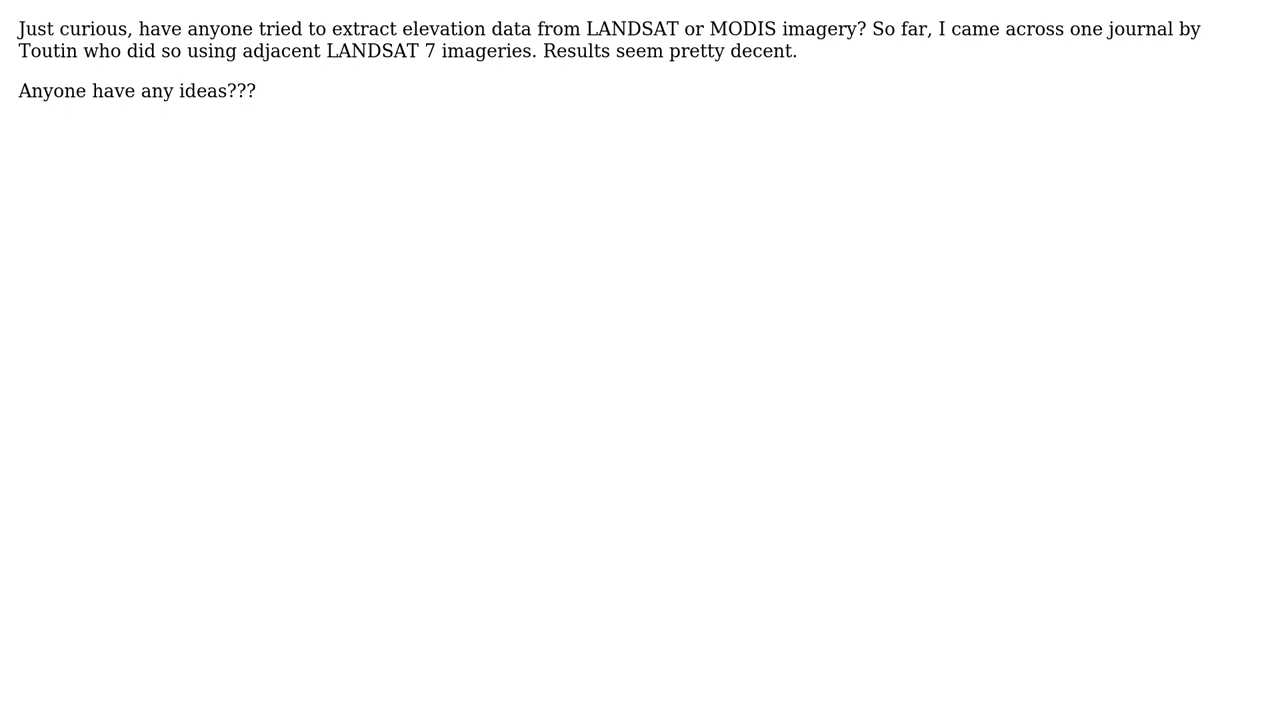 Just curious, have anyone tried to extract elevation data from LANDSAT or MODIS imagery? So far, I came across one journal by
Toutin who did so using adjacent LANDSAT 7 imageries. Results seem pretty decent.
Anyone have any ideas???